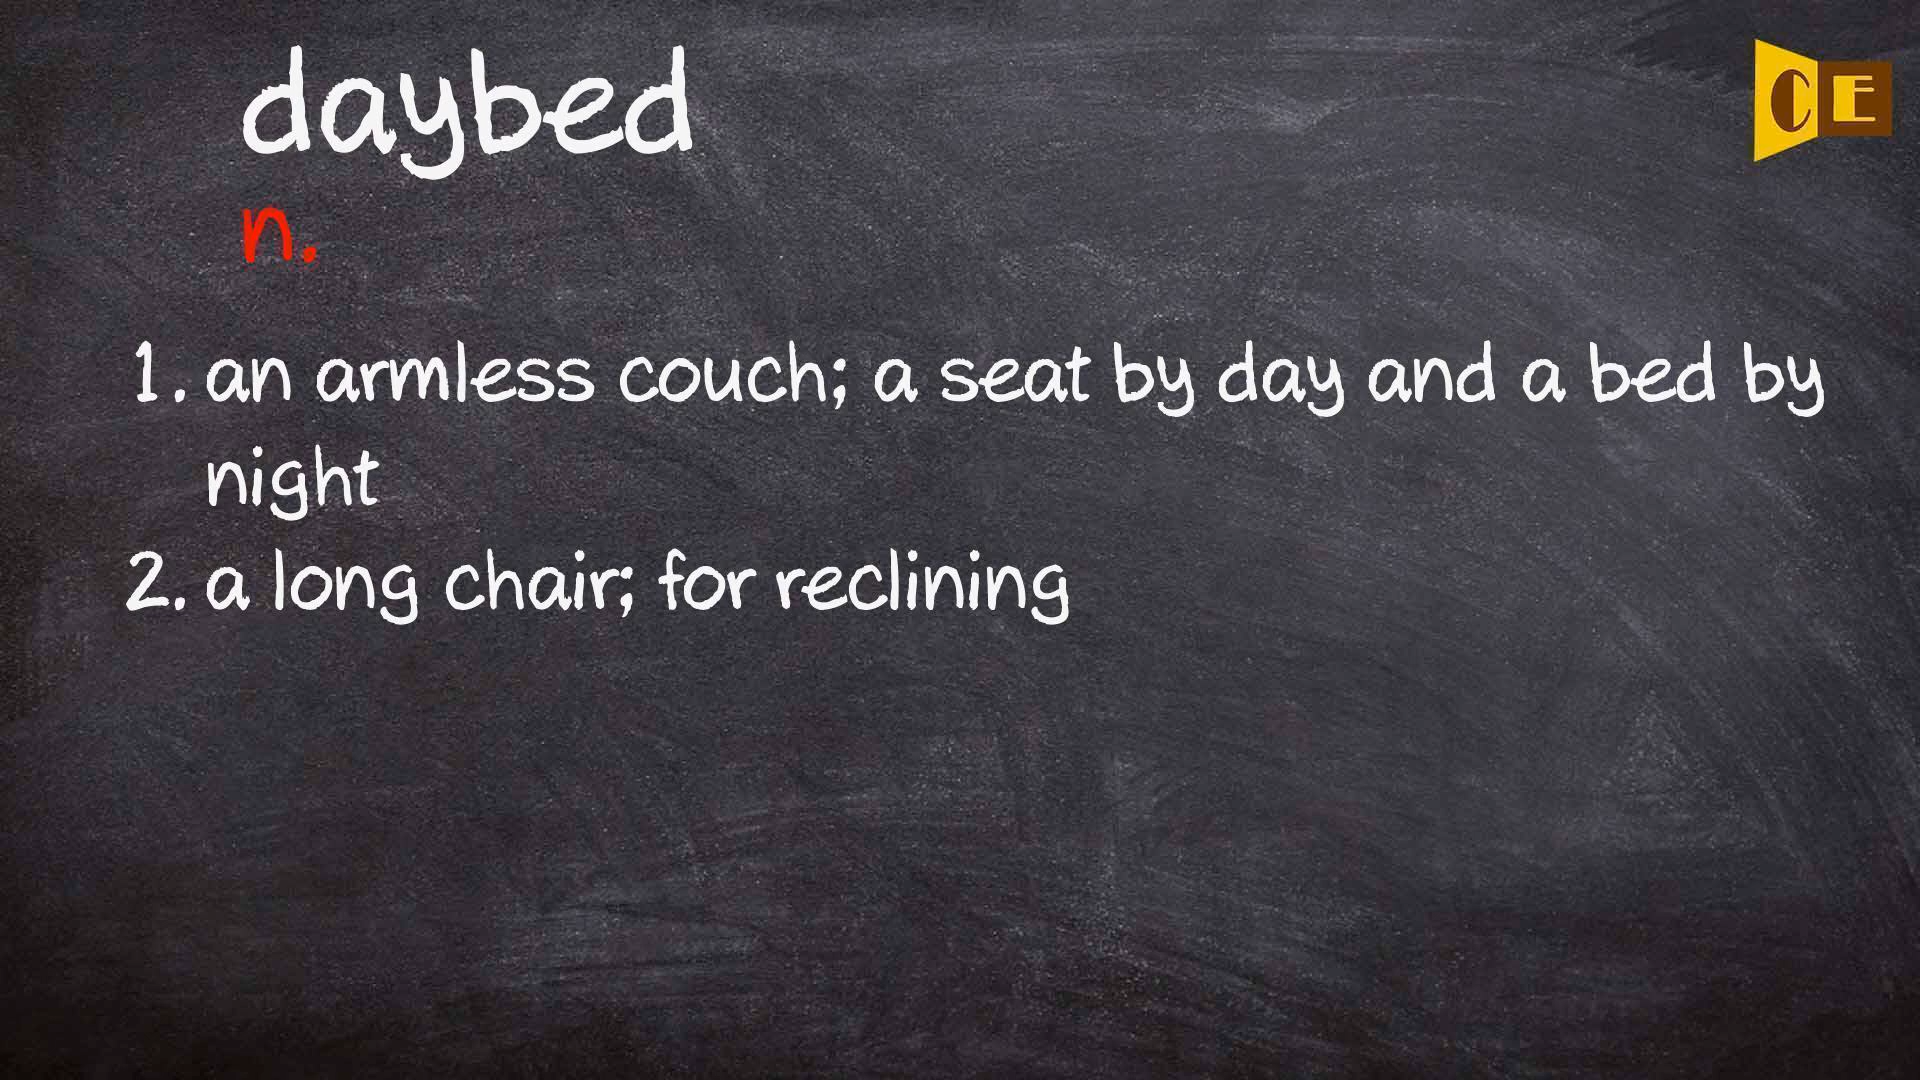 daybed
CE
n.
1. an armless couch; a seat by day and a bed by
night
2. a long chair; for reclining